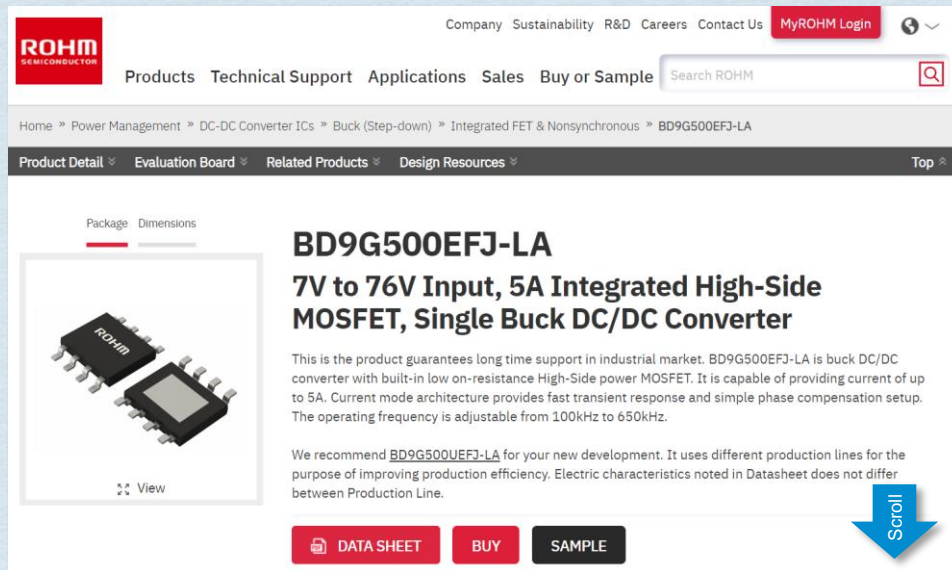 Company Sustainability R&D Careers Contact Us MyROHM Login
ROHM
SEMICONDUCTOR
Products Technical Support Applications Sales Buy or Sample Search ROHM
Home » Power Management » DC-DC Converter ICs » Buck (Step-down) » Integrated FET & Nonsynchronous » BD9G500EFJ-LA
Product Detail Evaluation Board Related Products Design Resources Top
Package Dimensions
BD9G500EFJ-LA
7V to 76V Input, 5A Integrated High-Side
MOSFET, Single Buck DC/DC Converter
ROHM
This is the product guarantees long time support in industrial market. BD9G500EFJ-LA is buck DC/DC
converter with built-in low on-resistance High-Side power MOSFET. It is capable of providing current of up
to 5A. Current mode architecture provides fast transient response and simple phase compensation setup.
The operating frequency is adjustable from 100kHz to 650kHz.
We recommend BD9G500UEFJ-LA for your new development. It uses different production lines for the
purpose of improving production efficiency. Electric characteristics noted in Datasheet does not differ
between Production Line.
View
Scroll
DATA SHEET BUY SAMPLE